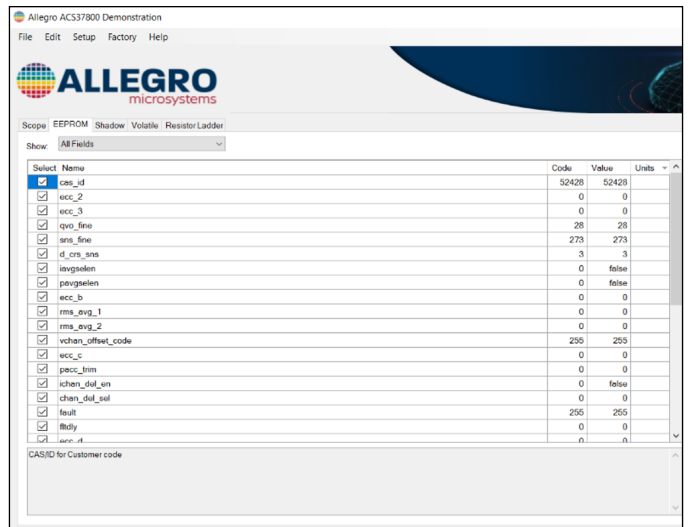 Allegro ACS37800 Demonstration
File Edit Setup Factory Help
ALLEGRO
microsystems
Scope EEPROM Shadow Volatile Resistor Ladder
Show: All Fields
Select Name Code Value Units
cas_id 52428 52428
ecc_2 0 0
ecc_3 0 0
qvo_fine 28 28
sns_fine 273 273
d_crs_sns 3 3
iavgselen 0 false
pavgselen 0 false
ecc_b 0 0
rms_avg_1 0 0
rms_avg_2 0 0
vchan_offset_code 255 255
ecc_c 0 0
pacc_trim 0 0
ichan_del_en 0 false
chan_del_sel 0 0
fault 255 255
fltdly 0 0
ecc_d 0 0
CAS/ID for Customer code